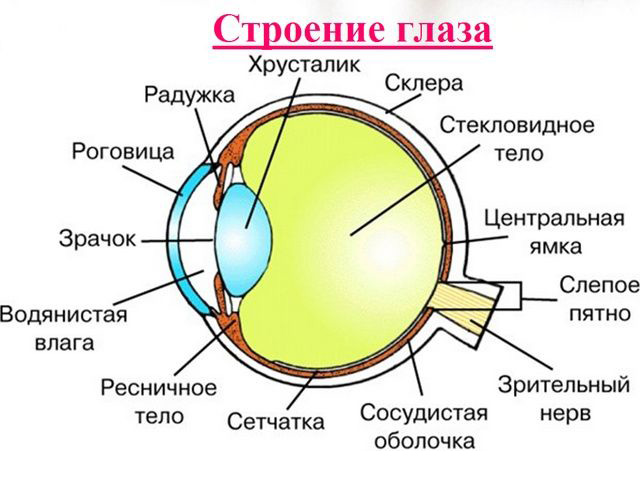 Строение глаза
Хрусталик
Радужка
Склера
Стекловидное
тело
Роговица
Зрачок
Центральная
ямка
Слепое
пятно
Водянистая
влага
Ресничное
тело
Сетчатка
Сосудистая
оболочка
Зрительный
нерв